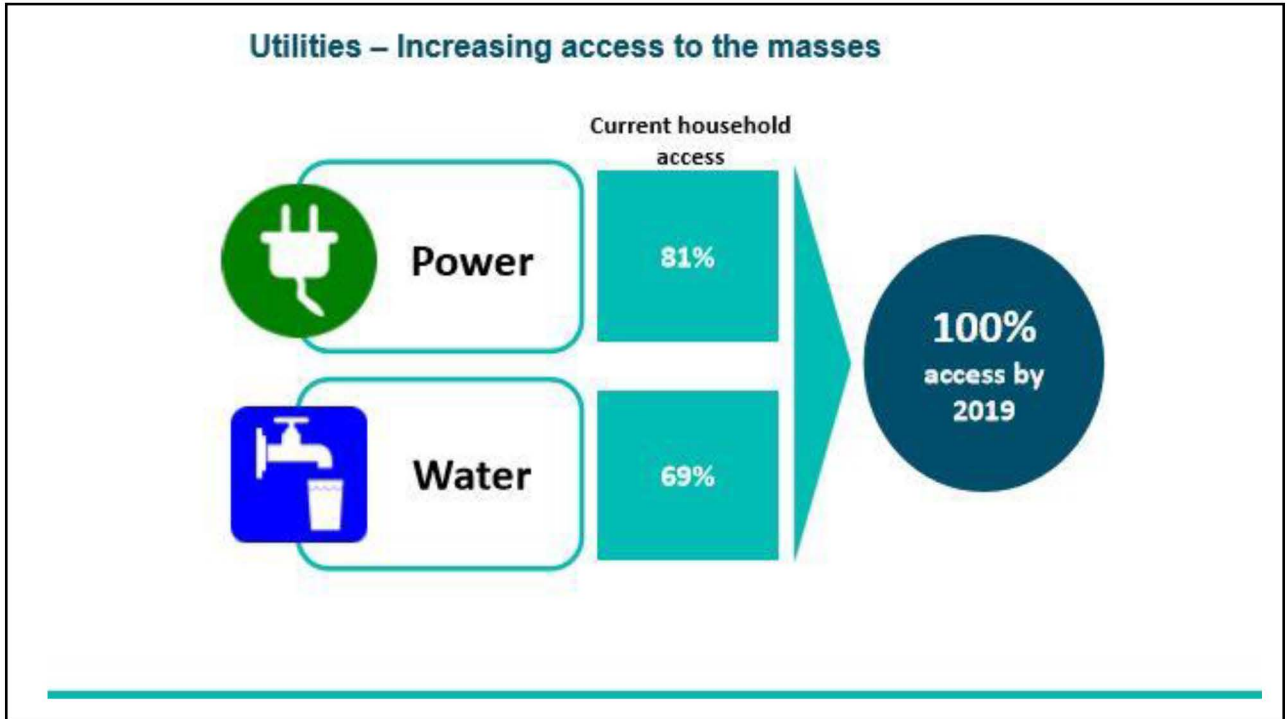 Utilities – Increasing access to the masses
Current household
access
Power
81%
Water
69%
100%
access by
2019